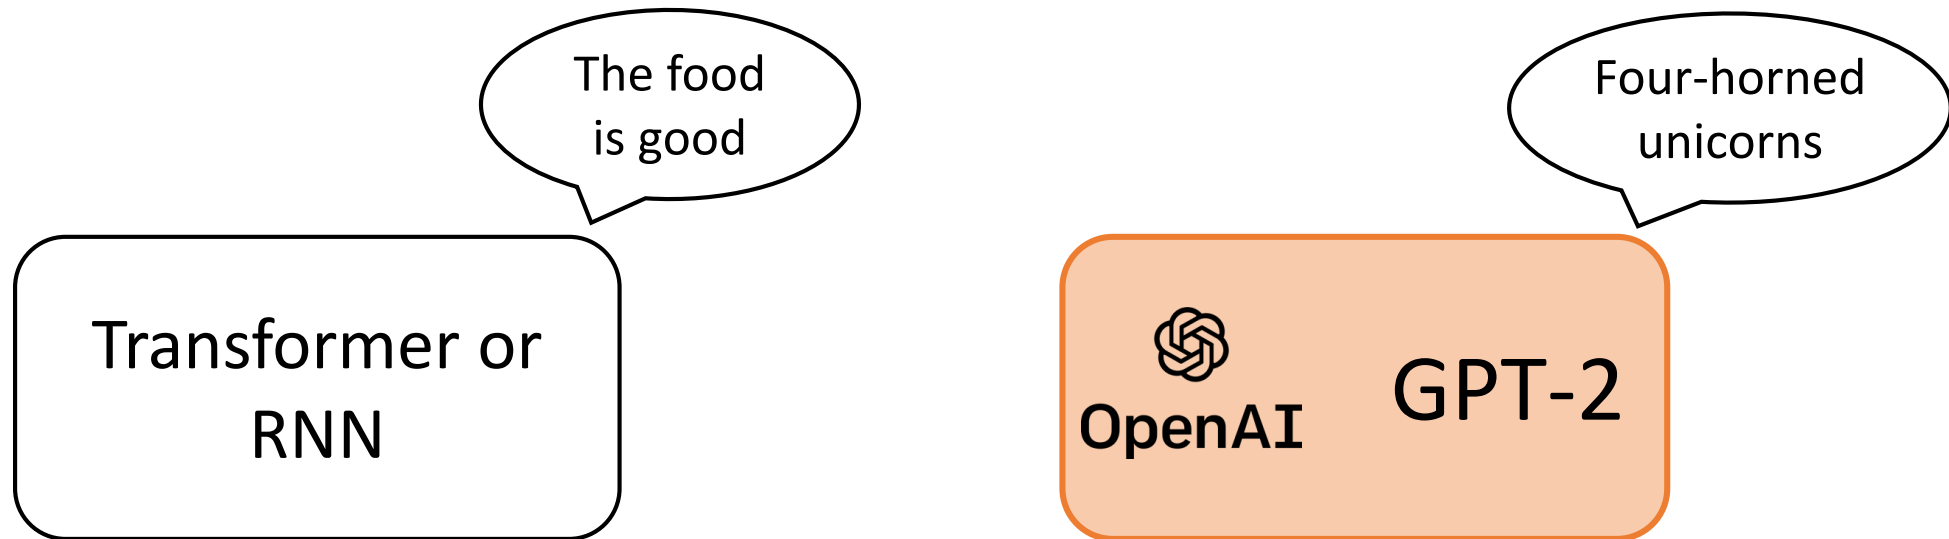 The food
is good
Four-horned
unicorns
Transformer or
RNN
OpenAI
GPT-2